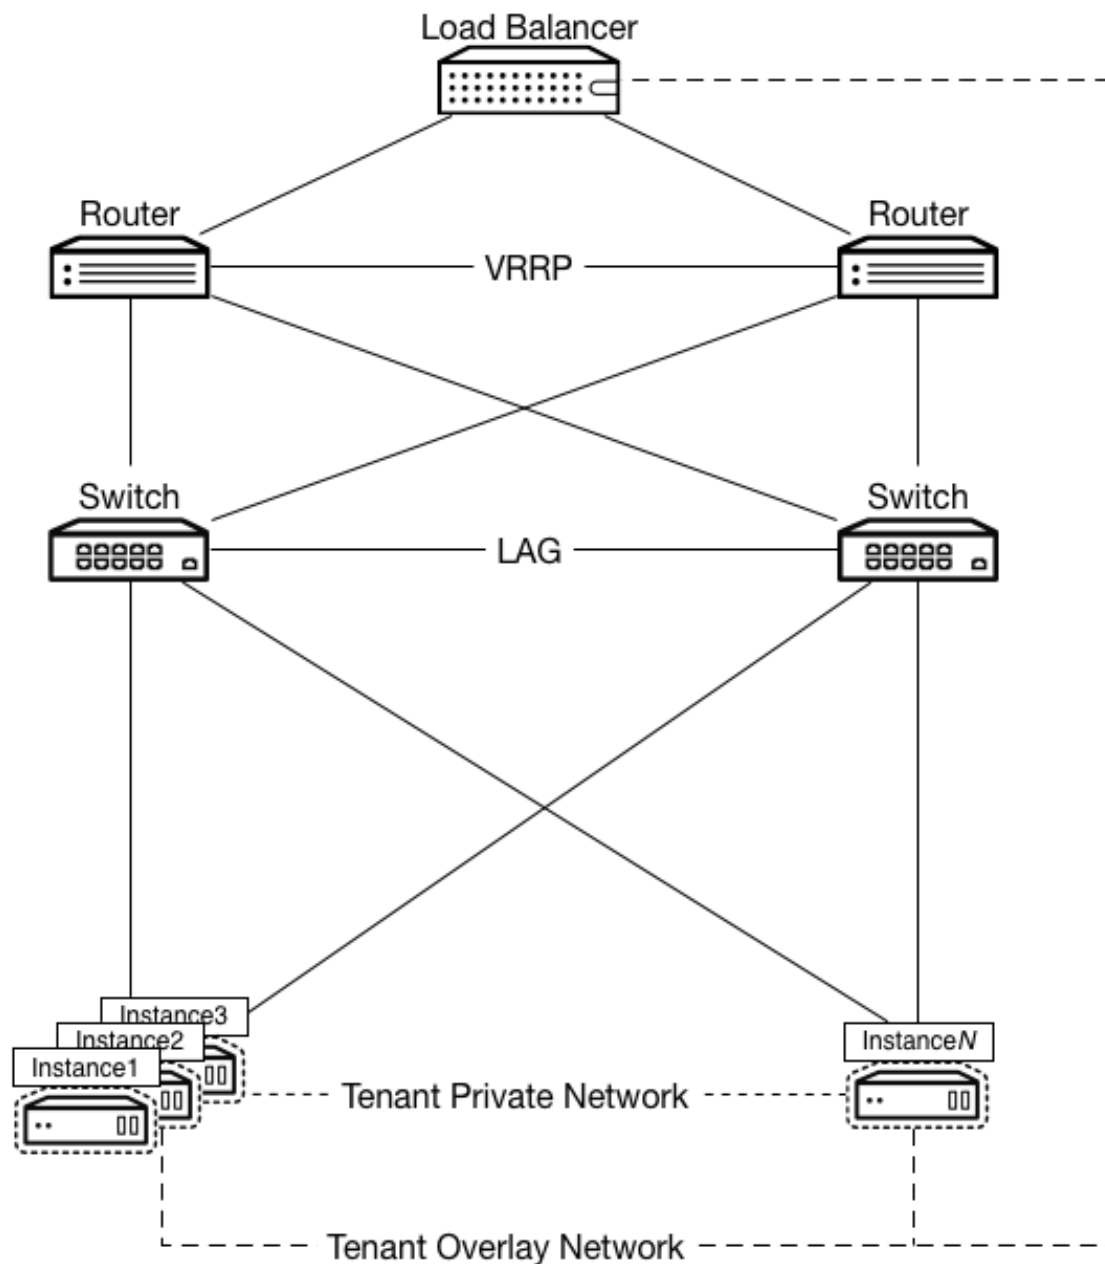 Load Balancer
Router
Router
VRRP
Switch
Switch
LAG
Instance3
Instance2
Instance1
InstanceN
Tenant Private Network
Tenant Overlay Network